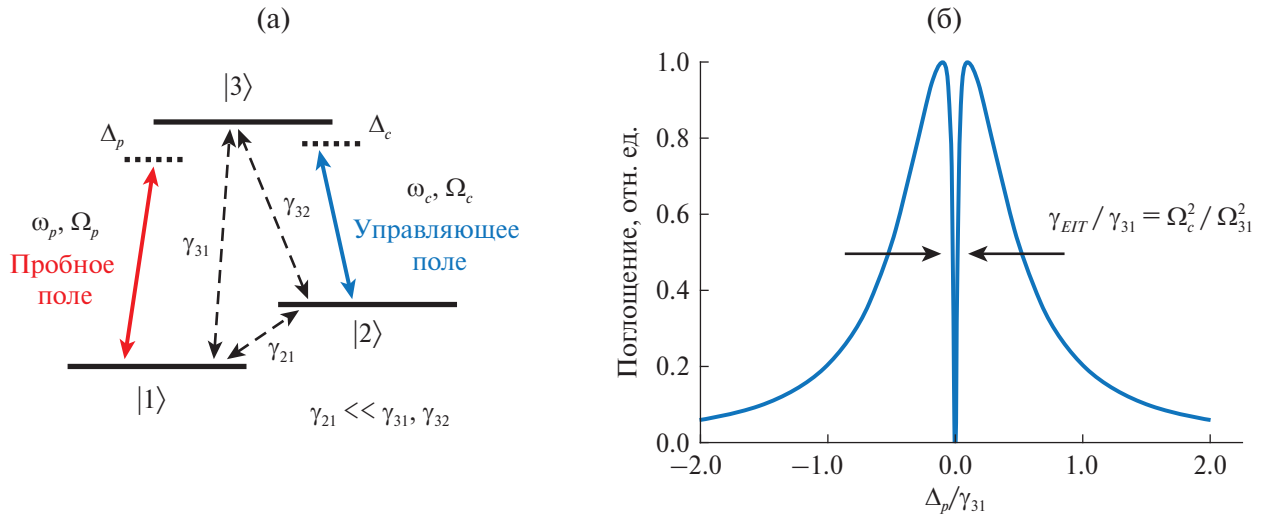 (а)
|3⟩
Δp
Δc
ωp, Ωp
Пробное
поле
γ31
γ32
ωc, Ωc
Управляющее
поле
|2⟩
γ21
|1⟩
γ21 << γ31, γ32
(б)
Поглощение, отн. ед.
1.0
0.8
0.6
0.4
0.2
0.0
γEIT/γ31 = Ωc²/Ω31²
−2.0
−1.0
0.0
1.0
2.0
Δp/γ31